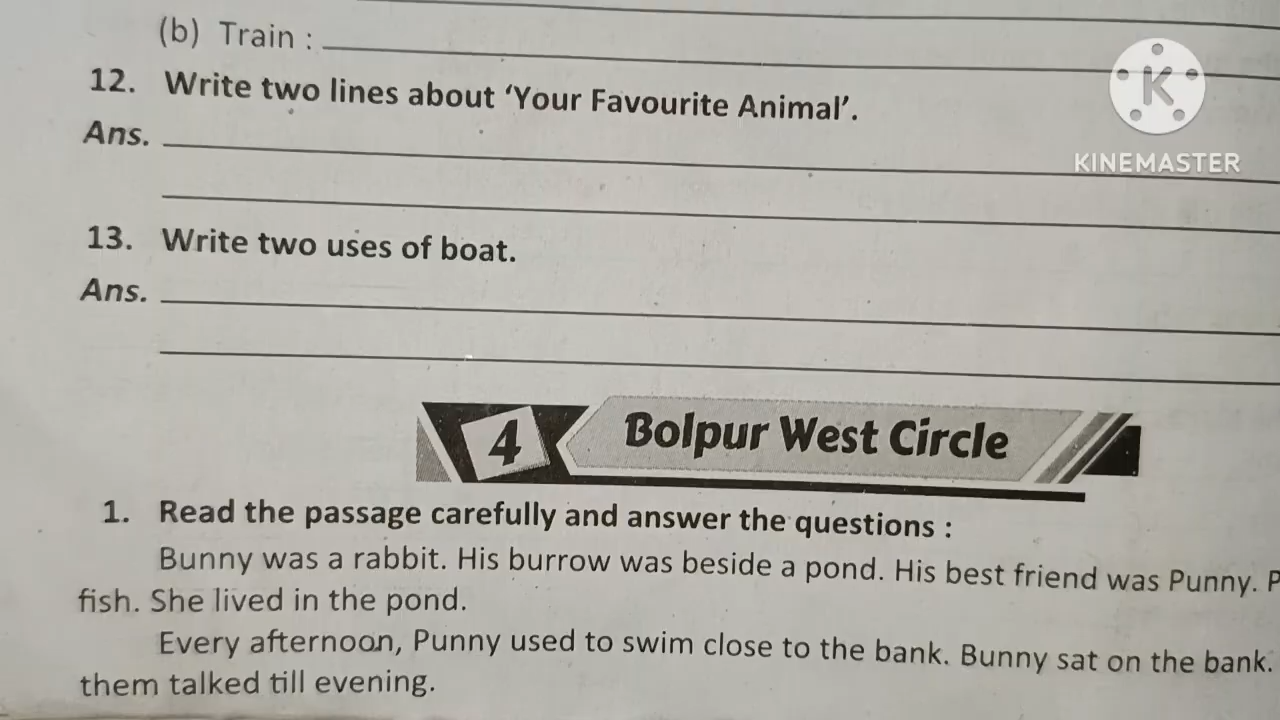 (b) Train :
12. Write two lines about ‘Your Favourite Animal’.
Ans.
13. Write two uses of boat.
Ans.
4 Bolpur West Circle
1. Read the passage carefully and answer the questions :
Bunny was a rabbit. His burrow was beside a pond. His best friend was Punny.
fish. She lived in the pond.
Every afternoon, Punny used to swim close to the bank. Bunny sat on the bank.
them talked till evening.
K
KINEMASTER